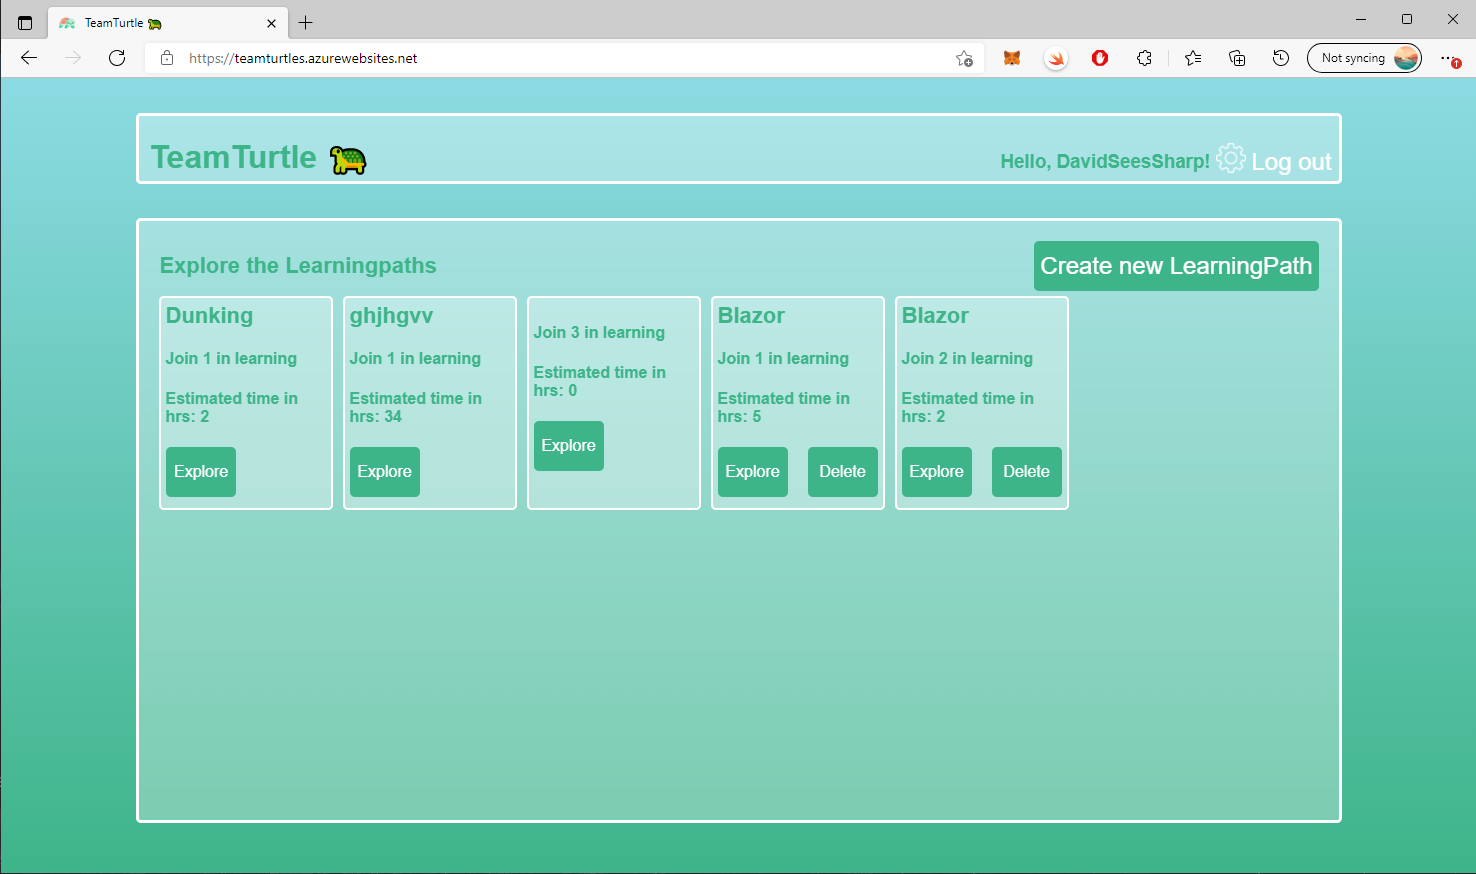 TeamTurtle
https://teamturtles.azurewebsites.net
Not syncing
TeamTurtle
Hello, DavidSeesSharp! Log out
Explore the Learningpaths
Create new LearningPath
Dunking
Join 1 in learning
Estimated time in
hrs: 2
Explore
ghjhgvv
Join 1 in learning
Estimated time in
hrs: 34
Explore
Join 3 in learning
Estimated time in
hrs: 0
Explore
Blazor
Join 1 in learning
Estimated time in
hrs: 5
Explore Delete
Blazor
Join 2 in learning
Estimated time in
hrs: 2
Explore Delete